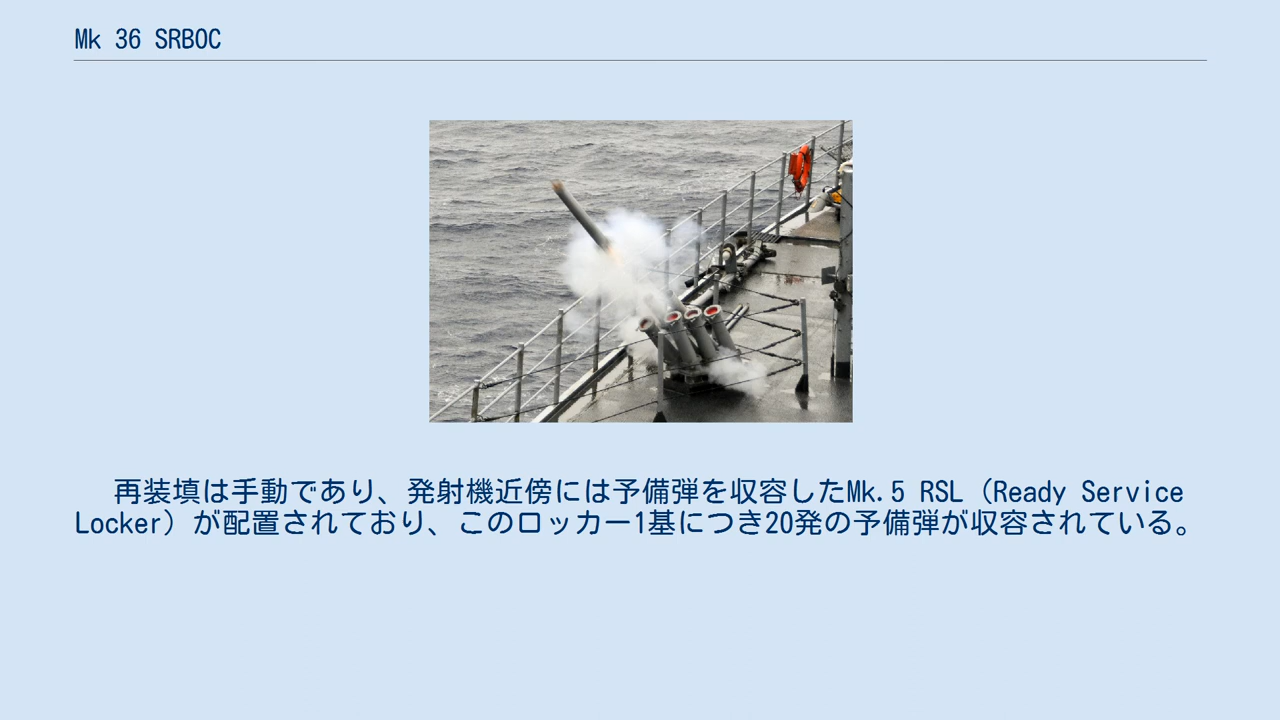 Mk 36 SRBOC
再装填は手動であり、発射機近傍には予備弾を収容したMk.5 RSL（Ready Service
Locker）が配置されており、このロッカー1基につき20発の予備弾が収容されている。